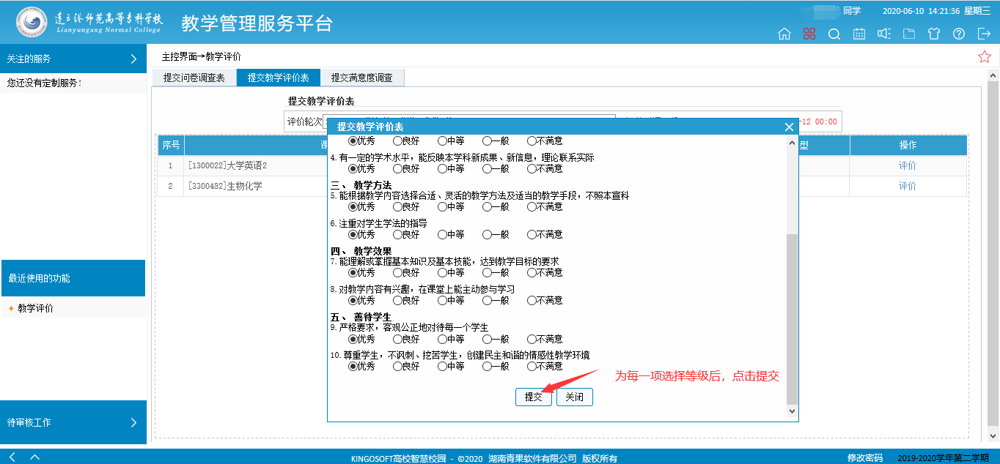 连云港师范高等专科学校
Lianyungang Normal College
教学管理服务平台
同学 2020-06-10 14:21:36 星期三
关注的服务
您还没有定制服务!
最近使用的功能
教学评价
待审核工作
主控界面→教学评价
提交问卷调查表 提交教学评价表 提交满意度调查
提交教学评价表
评价轮次
-12 00:00
序号 课 型 操作
1 [1300022]大学英语2 评价
2 [3300482]生物化学 评价
提交教学评价表
优秀 良好 中等 一般 不满意
4. 有一定的学术水平，能反映本学科新成果、新信息，理论联系实际
优秀 良好 中等 一般 不满意
三、 教学方法
5. 能根据教学内容选择合适、灵活的教学方法及适当的教学手段，不照本宣科
优秀 良好 中等 一般 不满意
6. 注重对学生学法的指导
优秀 良好 中等 一般 不满意
四、 教学效果
7. 能理解或掌握基本知识及基本技能，达到教学目标的要求
优秀 良好 中等 一般 不满意
8. 对教学内容有兴趣，在课堂上能主动参与学习
优秀 良好 中等 一般 不满意
五、 善待学生
9. 严格要求，客观公正地对待每一个学生
优秀 良好 中等 一般 不满意
10. 尊重学生，不讽刺、挖苦学生，创建民主和谐的情感性教学环境
优秀 良好 中等 一般 不满意
为每一项选择等级后，点击提交
提交 关闭
KINGOSOFT高校智慧校园 - ©2020 湖南青果软件有限公司 版权所有
修改密码 2019-2020学年第二学期